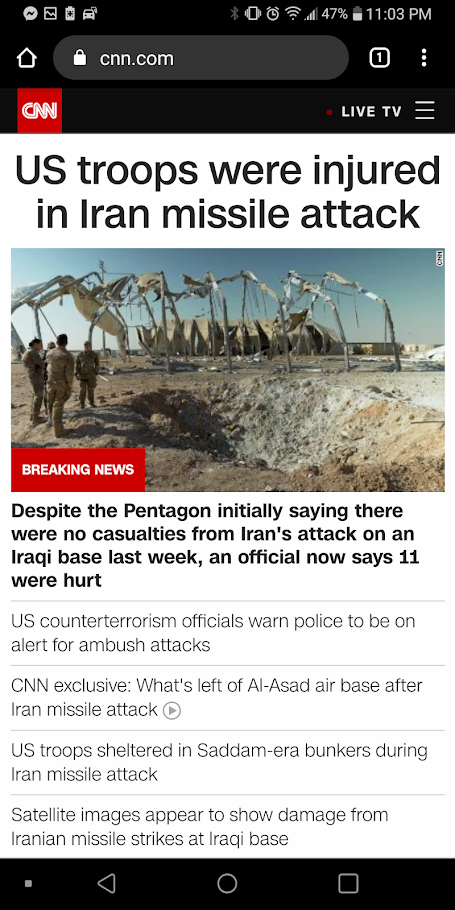 47% 11:03 PM
cnn.com
1
CNN
LIVE TV
US troops were injured
in Iran missile attack
CNN
BREAKING NEWS
Despite the Pentagon initially saying there
were no casualties from Iran's attack on an
Iraqi base last week, an official now says 11
were hurt
US counterterrorism officials warn police to be on
alert for ambush attacks
CNN exclusive: What's left of Al-Asad air base after
Iran missile attack
US troops sheltered in Saddam-era bunkers during
Iran missile attack
Satellite images appear to show damage from
Iranian missile strikes at Iraqi base